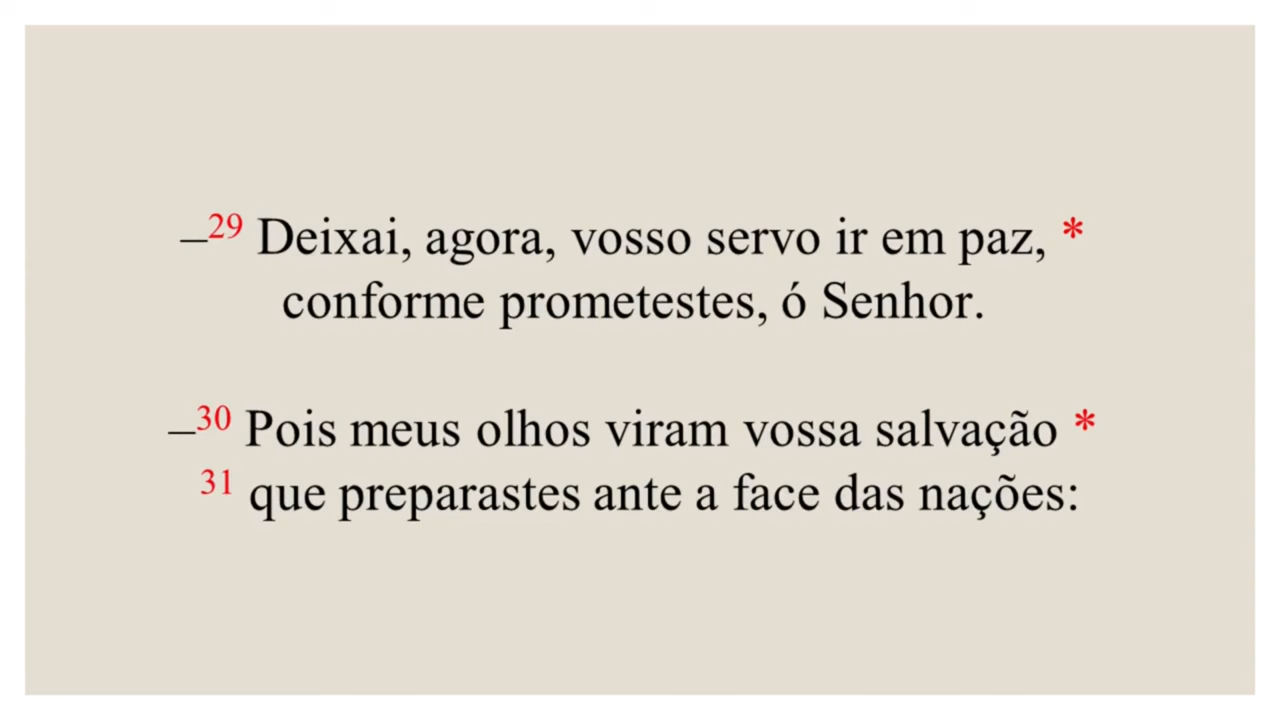 –29 Deixai, agora, vosso servo ir em paz, *
conforme prometestes, ó Senhor.
–30 Pois meus olhos viram vossa salvação *
31 que preparastes ante a face das nações: